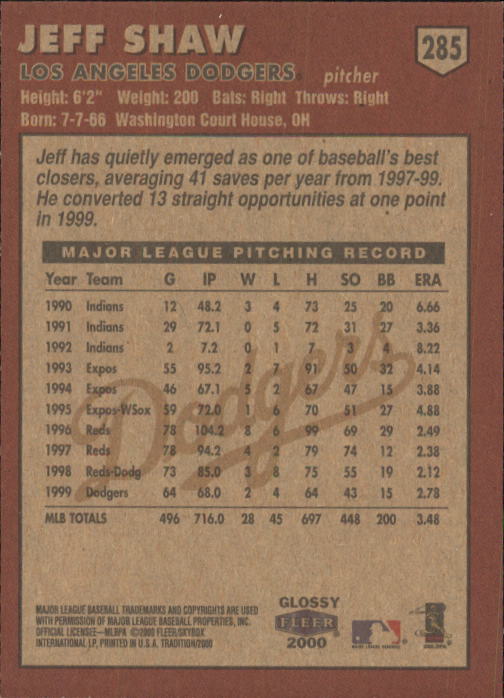 JEFF SHAW
285
LOS ANGELES DODGERS® pitcher
Height: 6'2" Weight: 200 Bats: Right Throws: Right
Born: 7-7-66 Washington Court House, OH
Jeff has quietly emerged as one of baseball's best
closers, averaging 41 saves per year from 1997-99.
He converted 13 straight opportunities at one point
in 1999.
MAJOR LEAGUE PITCHING RECORD
Year Team G IP W L H SO BB ERA
1990 Indians 12 48.2 3 4 73 25 20 6.66
1991 Indians 29 72.1 0 5 72 31 27 3.36
1992 Indians 2 7.2 0 1 7 3 4 8.22
1993 Expos 55 95.2 2 7 91 50 32 4.14
1994 Expos 46 67.1 5 2 67 47 15 3.88
1995 Expos-WSox 59 72.0 1 6 70 51 27 4.88
1996 Reds 78 104.2 8 6 99 69 29 2.49
1997 Reds 78 94.2 4 2 79 74 12 2.38
1998 Reds-Dodg 73 85.0 3 8 75 55 19 2.12
1999 Dodgers 64 68.0 2 4 64 43 15 2.78
MLB TOTALS 496 716.0 28 45 697 448 200 3.48
Dodgers
MAJOR LEAGUE BASEBALL TRADEMARKS AND COPYRIGHTS ARE USED
WITH PERMISSION OF MAJOR LEAGUE BASEBALL PROPERTIES, INC.
OFFICIAL LICENSEE—MLBPA ©2000 FLEER/SKYBOX
INTERNATIONAL LP, PRINTED IN U.S.A. TRADITION/2000
GLOSSY
FLEER
2000